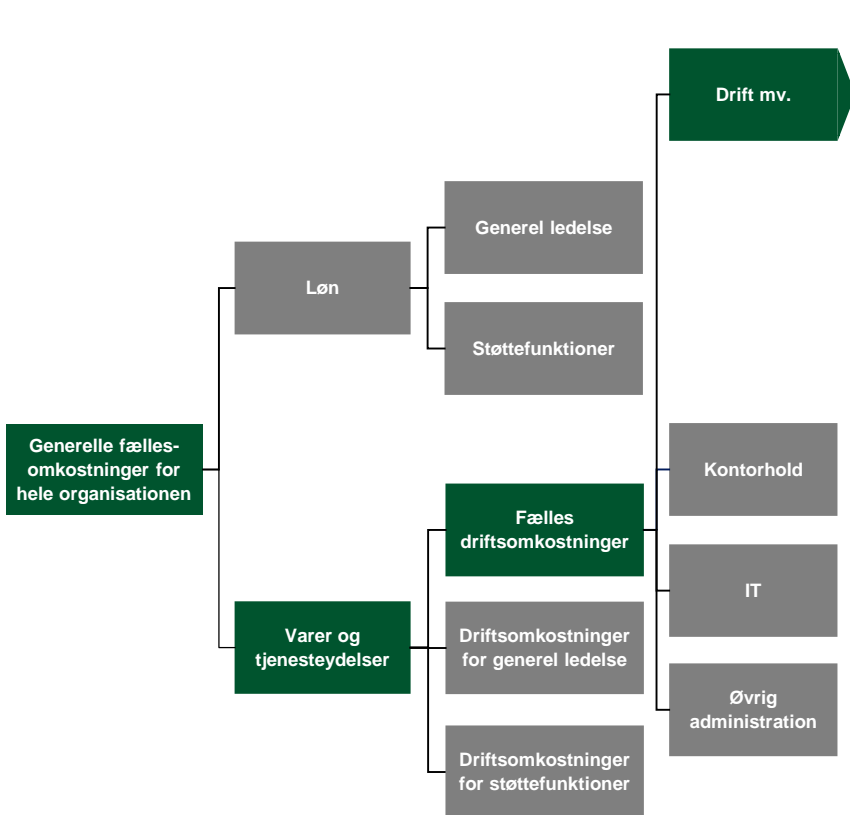 Drift mv.
Generel ledelse
Løn
Støttefunktioner
Generelle fælles-
omkostninger for
hele organisationen
Kontorhold
Fælles
driftsomkostninger
IT
Varer og
tjenesteydelser
Driftsomkostninger
for generel ledelse
Øvrig
administration
Driftsomkostninger
for støttefunktioner